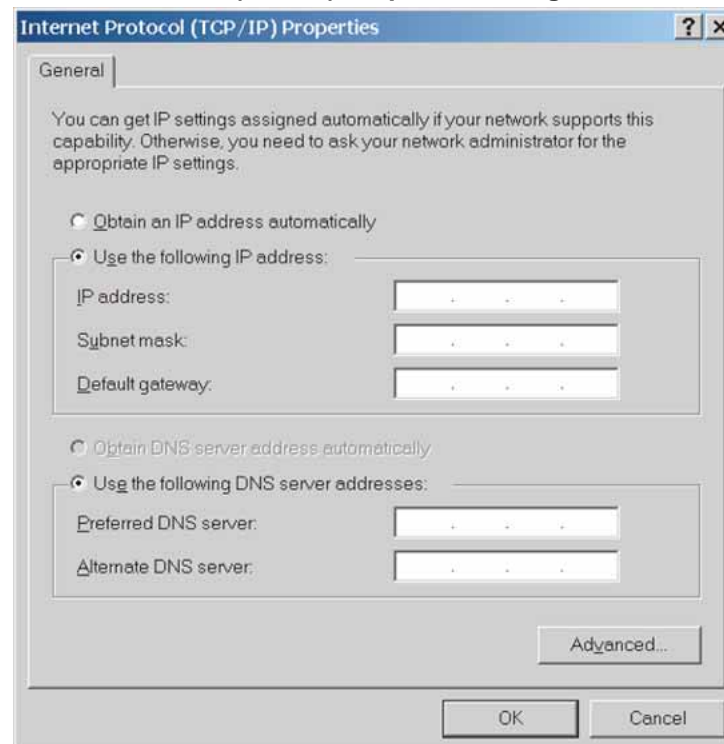 Internet Protocol (TCP/IP) Properties
General
You can get IP settings assigned automatically if your network supports this
capability. Otherwise, you need to ask your network administrator for the
appropriate IP settings.
Obtain an IP address automatically
Use the following IP address:
IP address:
Subnet mask:
Default gateway:
Obtain DNS server address automatically
Use the following DNS server addresses:
Preferred DNS server:
Alternate DNS server:
Advanced...
OK Cancel